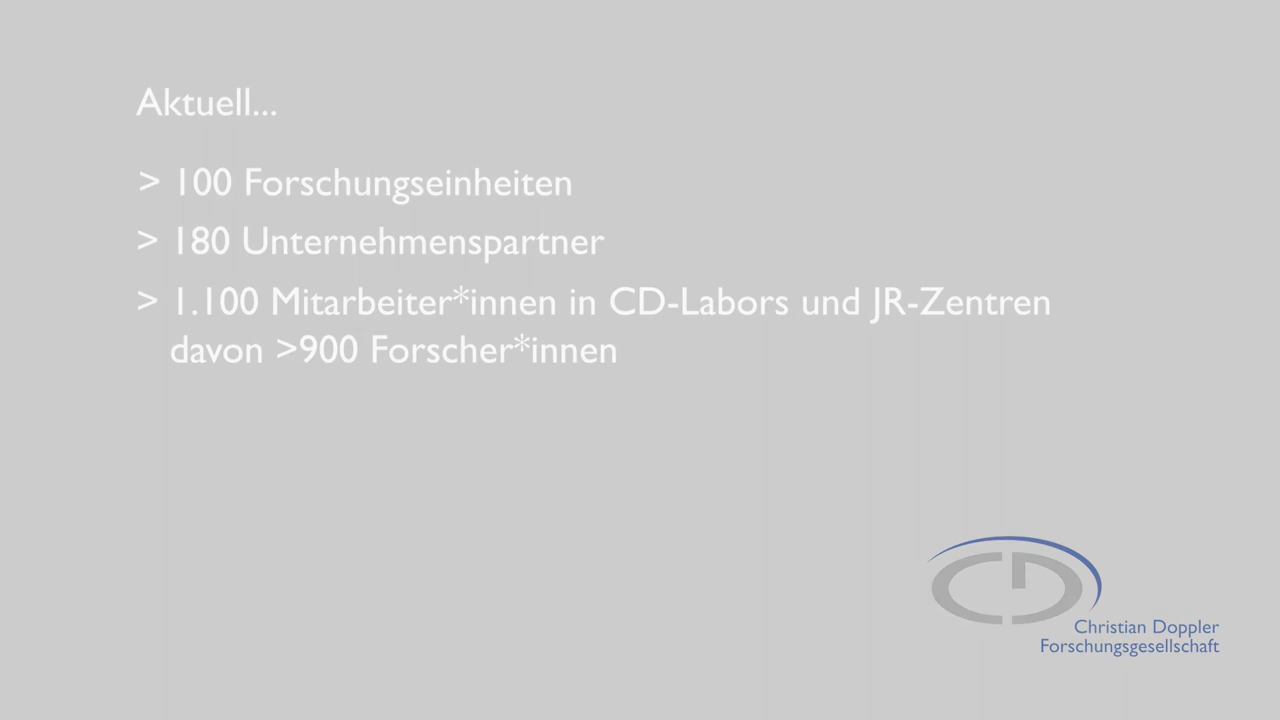 Aktuell...
> 100 Forschungseinheiten
> 180 Unternehmenspartner
> 1.100 Mitarbeiter*innen in CD-Labors und JR-Zentren
davon >900 Forscher*innen
CD
Christian Doppler
Forschungsgesellschaft